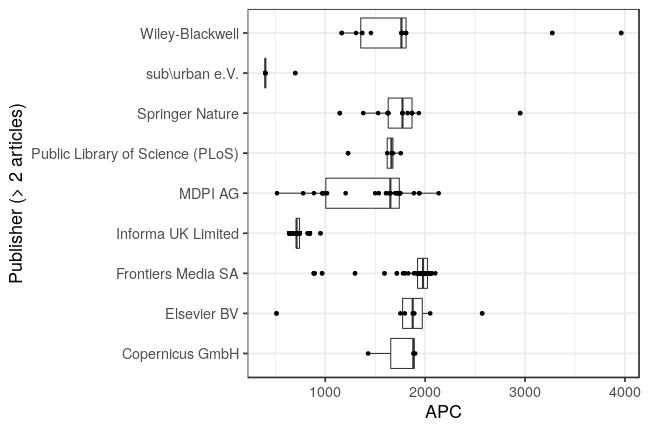 Publisher (> 2 articles)
Wiley-Blackwell
sub\urban e.V.
Springer Nature
Public Library of Science (PLoS)
MDPI AG
Informa UK Limited
Frontiers Media SA
Elsevier BV
Copernicus GmbH
1000 2000 3000 4000
APC